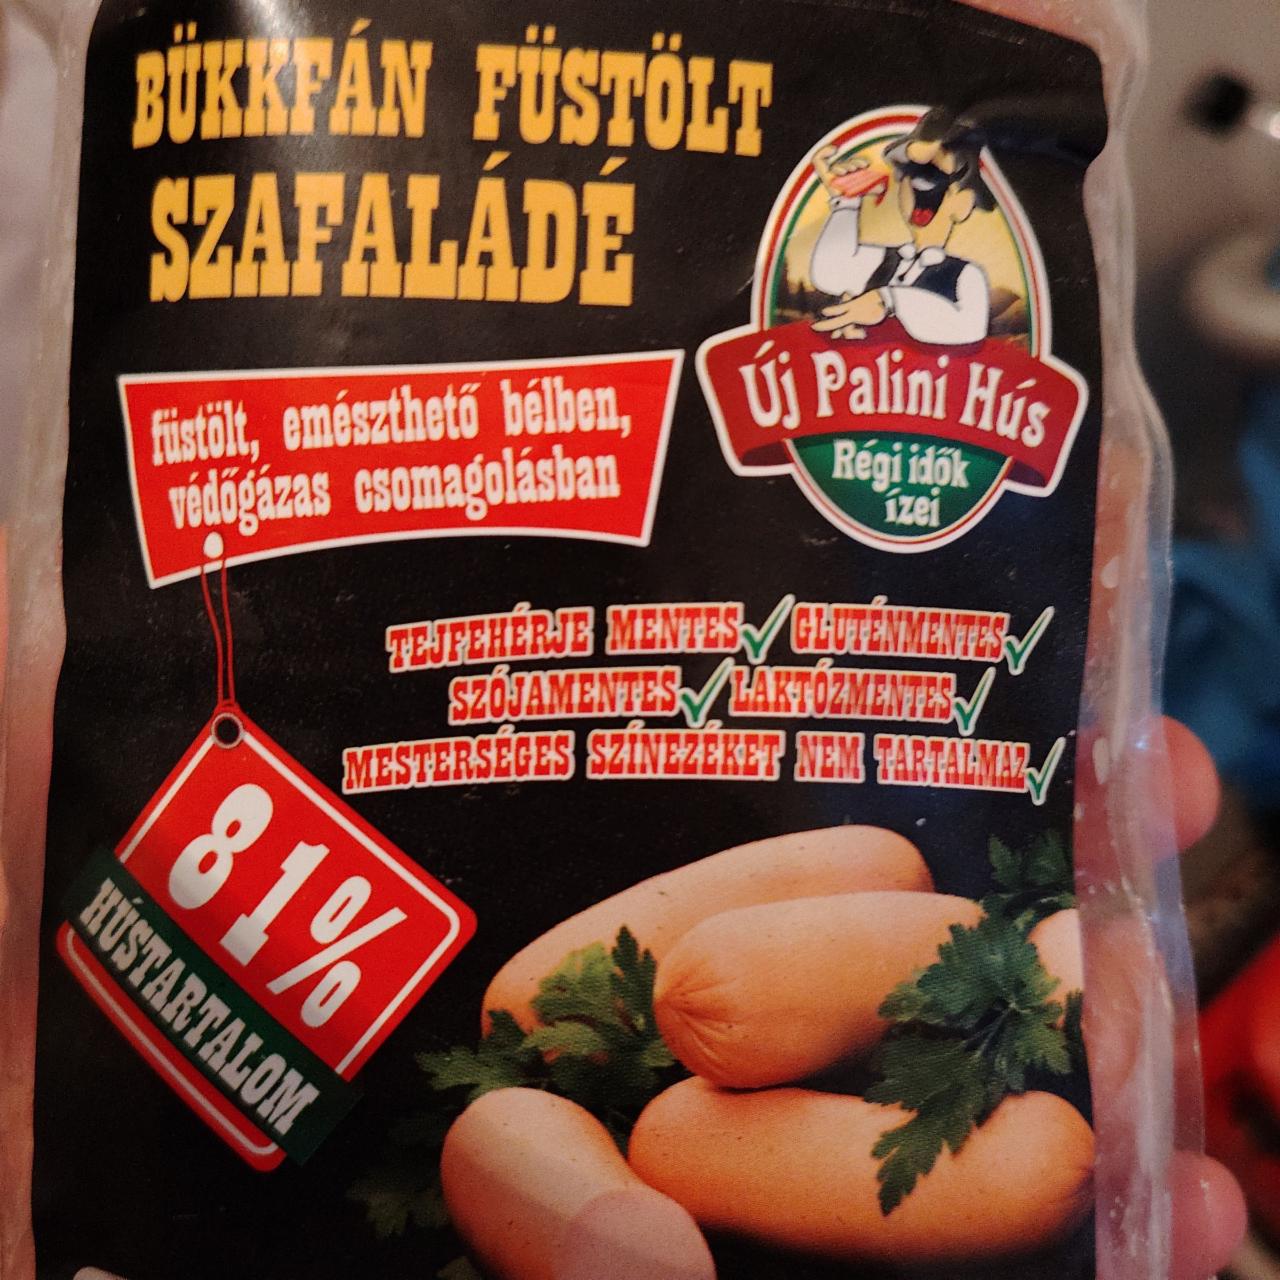 BÜKKFÁN FÜSTÖLT
SZAFALÁDÉ
füstölt, emészthető bélben,
védőgázas csomagolásban
Új Palini Hús
Régi idők
ízei
TEJFEHÉRJE MENTES GLUTÉNMENTES
SZÓJAMENTES LAKTÓZMENTES
MESTERSÉGES SZÍNEZÉKET NEM TARTALMAZ
81%
HÚSTARTALOM